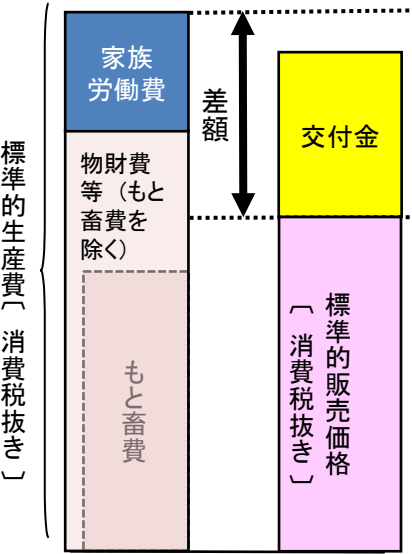 標準的生産費〔 消費税抜き 〕
家族
労働費
物財費
等（もと
畜費を
除く）
もと畜費
差額
交付金
標準的販売価格
〔 消費税抜き 〕